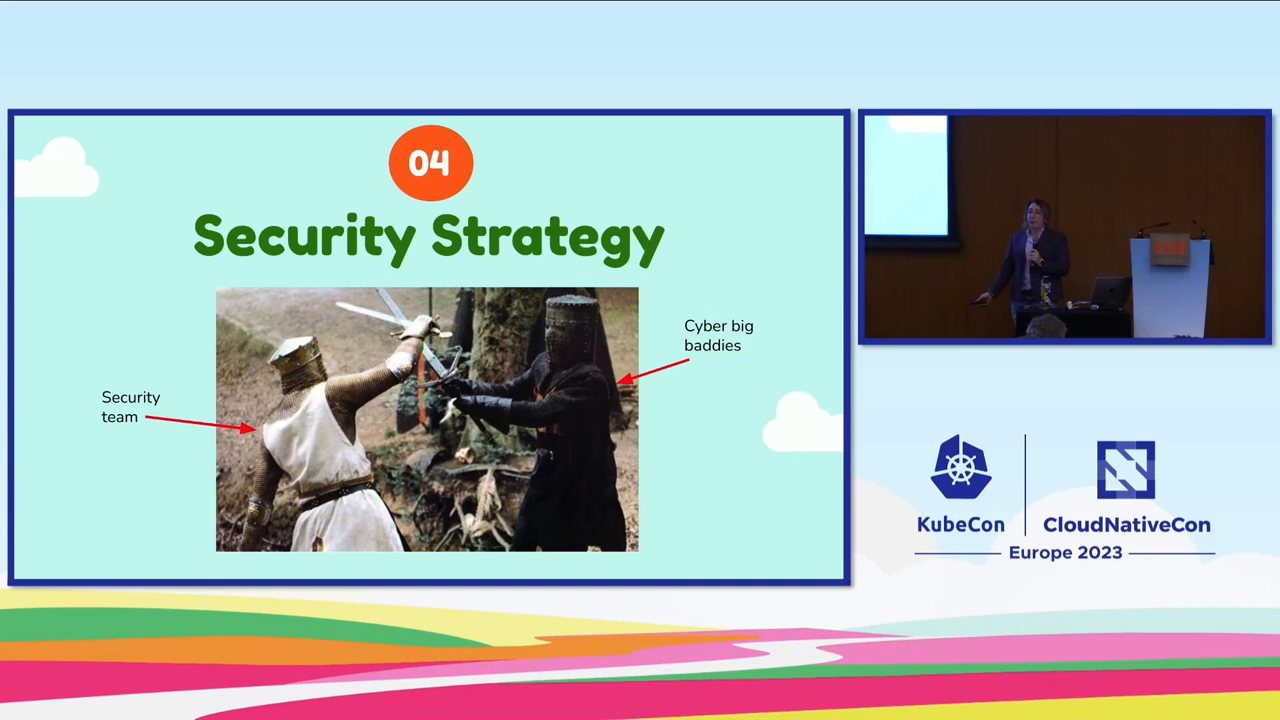 04
Security Strategy
Cyber big
baddies
Security
team
KubeCon
CloudNativeCon
Europe 2023